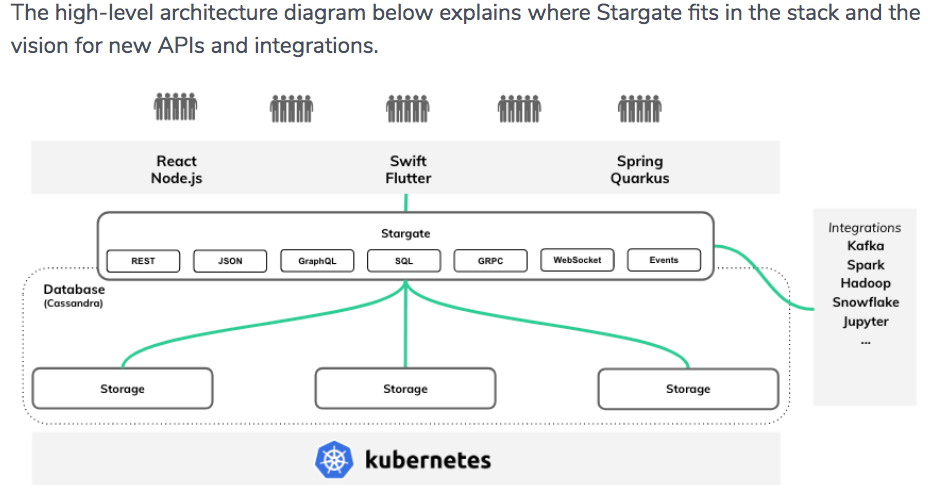 The high-level architecture diagram below explains where Stargate fits in the stack and the
vision for new APIs and integrations.
React
Node.js
Swift
Flutter
Spring
Quarkus
Stargate
REST
JSON
GraphQL
SQL
GRPC
WebSocket
Events
Database
(Cassandra)
Storage
Storage
Storage
Integrations
Kafka
Spark
Hadoop
Snowflake
Jupyter
...
kubernetes